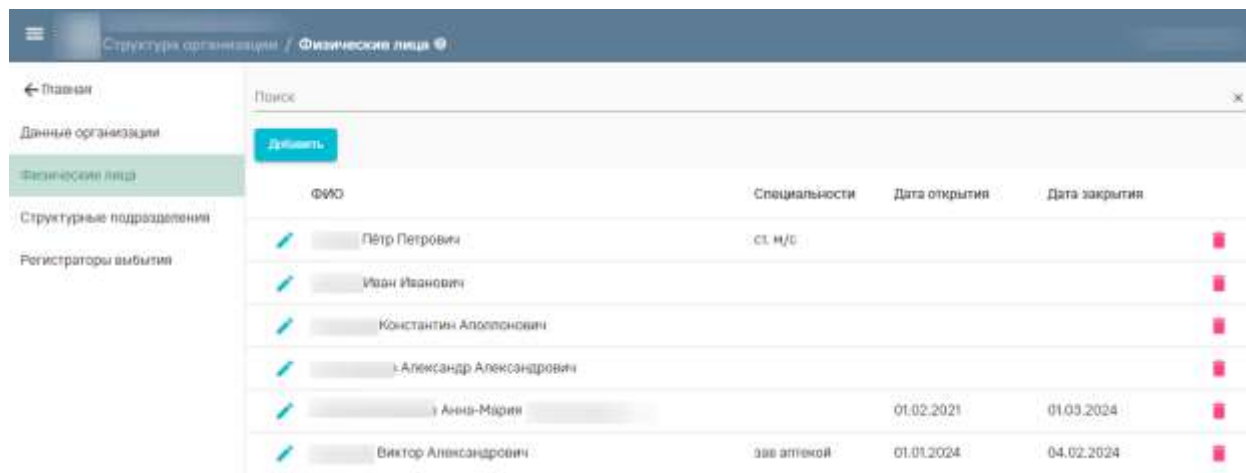 Структура организации / Физические лица
Главная
Поиск
Данные организации
Добавить
Физические лица
ФИО Специальности Дата открытия Дата закрытия
Структурные подразделения
Пётр Петрович ст. м/с
Регистраторы выбытия
Иван Иванович
Константин Аполлонович
Александр Александрович
Анна-Мария 01.02.2021 01.03.2024
Виктор Александрович зав аптекой 01.01.2024 04.02.2024